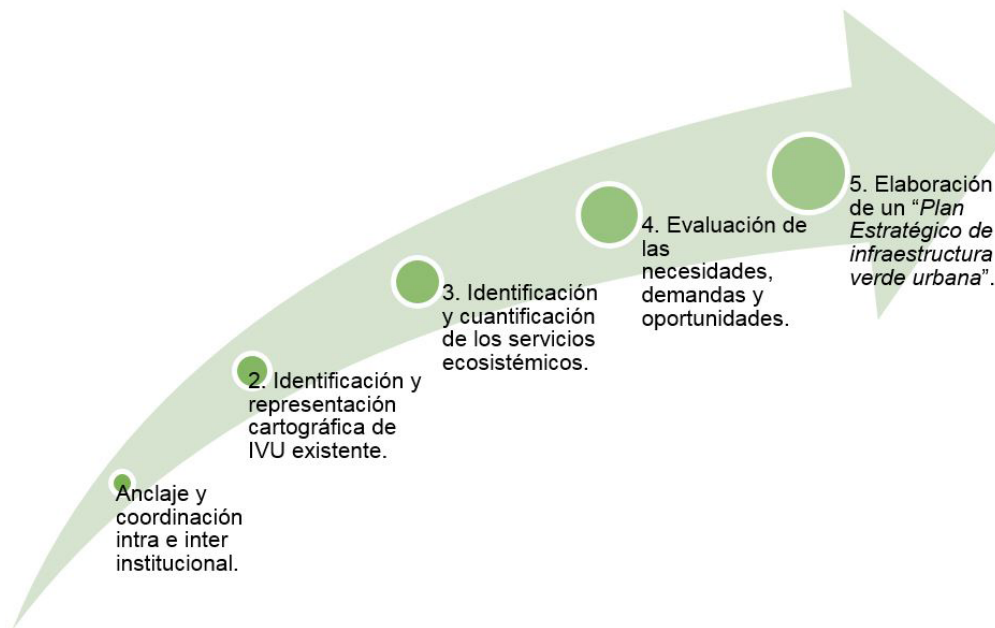 Anclaje y
coordinación
intra e inter
institucional.
2. Identificación y
representación
cartográfica de
IVU existente.
3. Identificación
y cuantificación
de los servicios
ecosistémicos.
4. Evaluación de
las
necesidades,
demandas y
oportunidades.
5. Elaboración
de un “Plan
Estratégico de
infraestructura
verde urbana”.